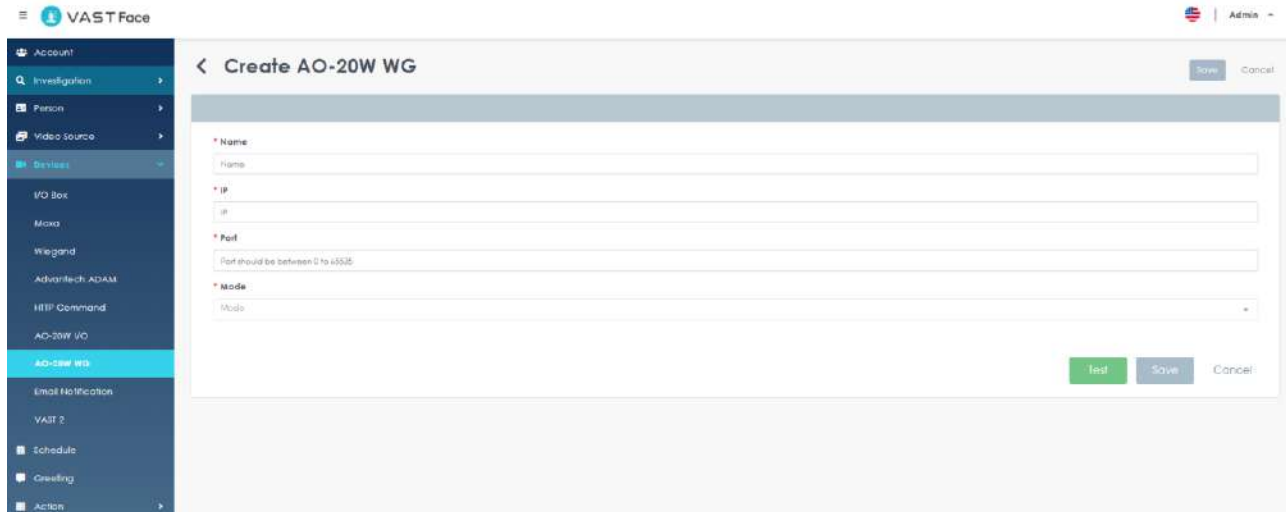 VAST Face
Admin
Account
Investigation
Person
Video Source
Devices
I/O Box
Moxa
Wiegand
Advantech ADAM
HTTP Command
AO-20W I/O
AO-20W WG
Email Notification
VAST 2
Schedule
Greeting
Action
Create AO-20W WG
Save
Cancel
* Name
Name
* IP
IP
* Port
Port should be between 0 to 65535
* Mode
Mode
Test
Save
Cancel